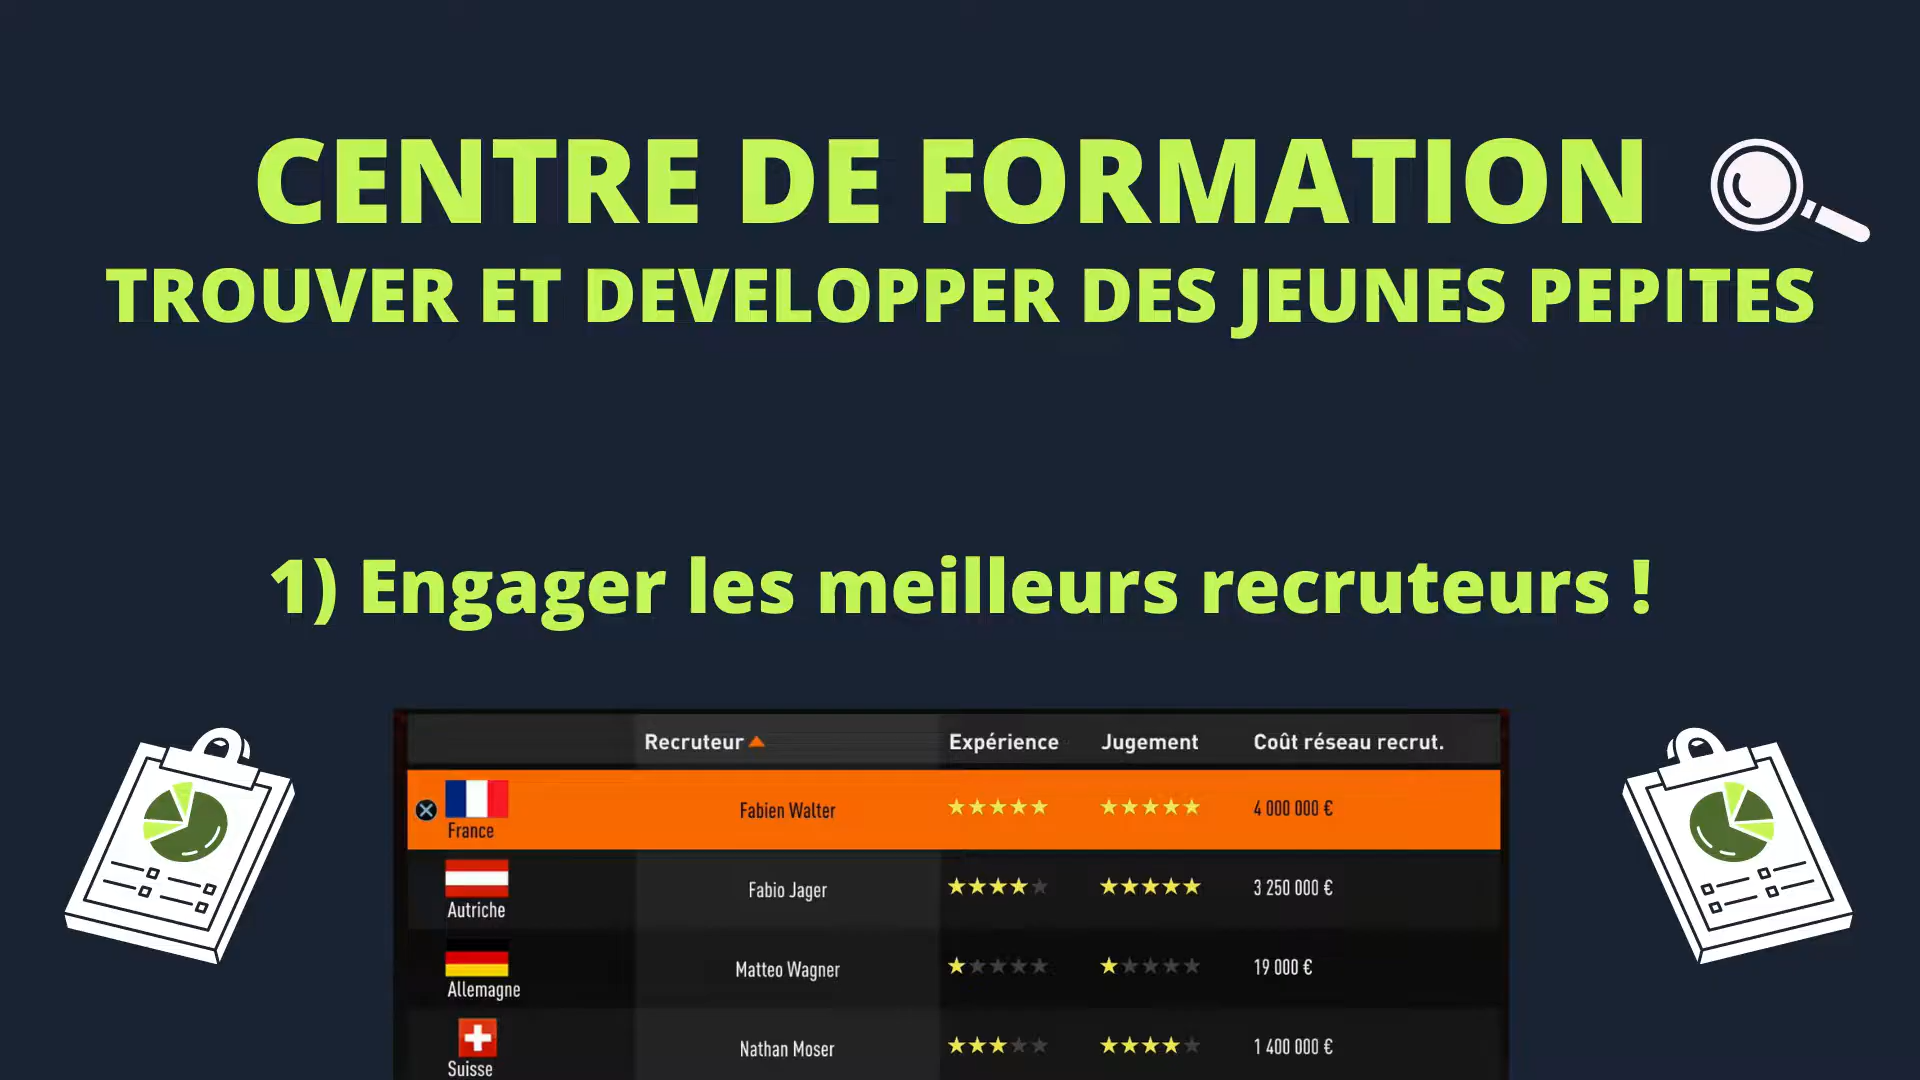 CENTRE DE FORMATION
TROUVER ET DEVELOPPER DES JEUNES PEPITES
1) Engager les meilleurs recruteurs !
Recruteur Expérience Jugement Coût réseau recrut.
France Fabien Walter 4 000 000 €
Autriche Fabio Jager 3 250 000 €
Allemagne Matteo Wagner 19 000 €
Suisse Nathan Moser 1 400 000 €